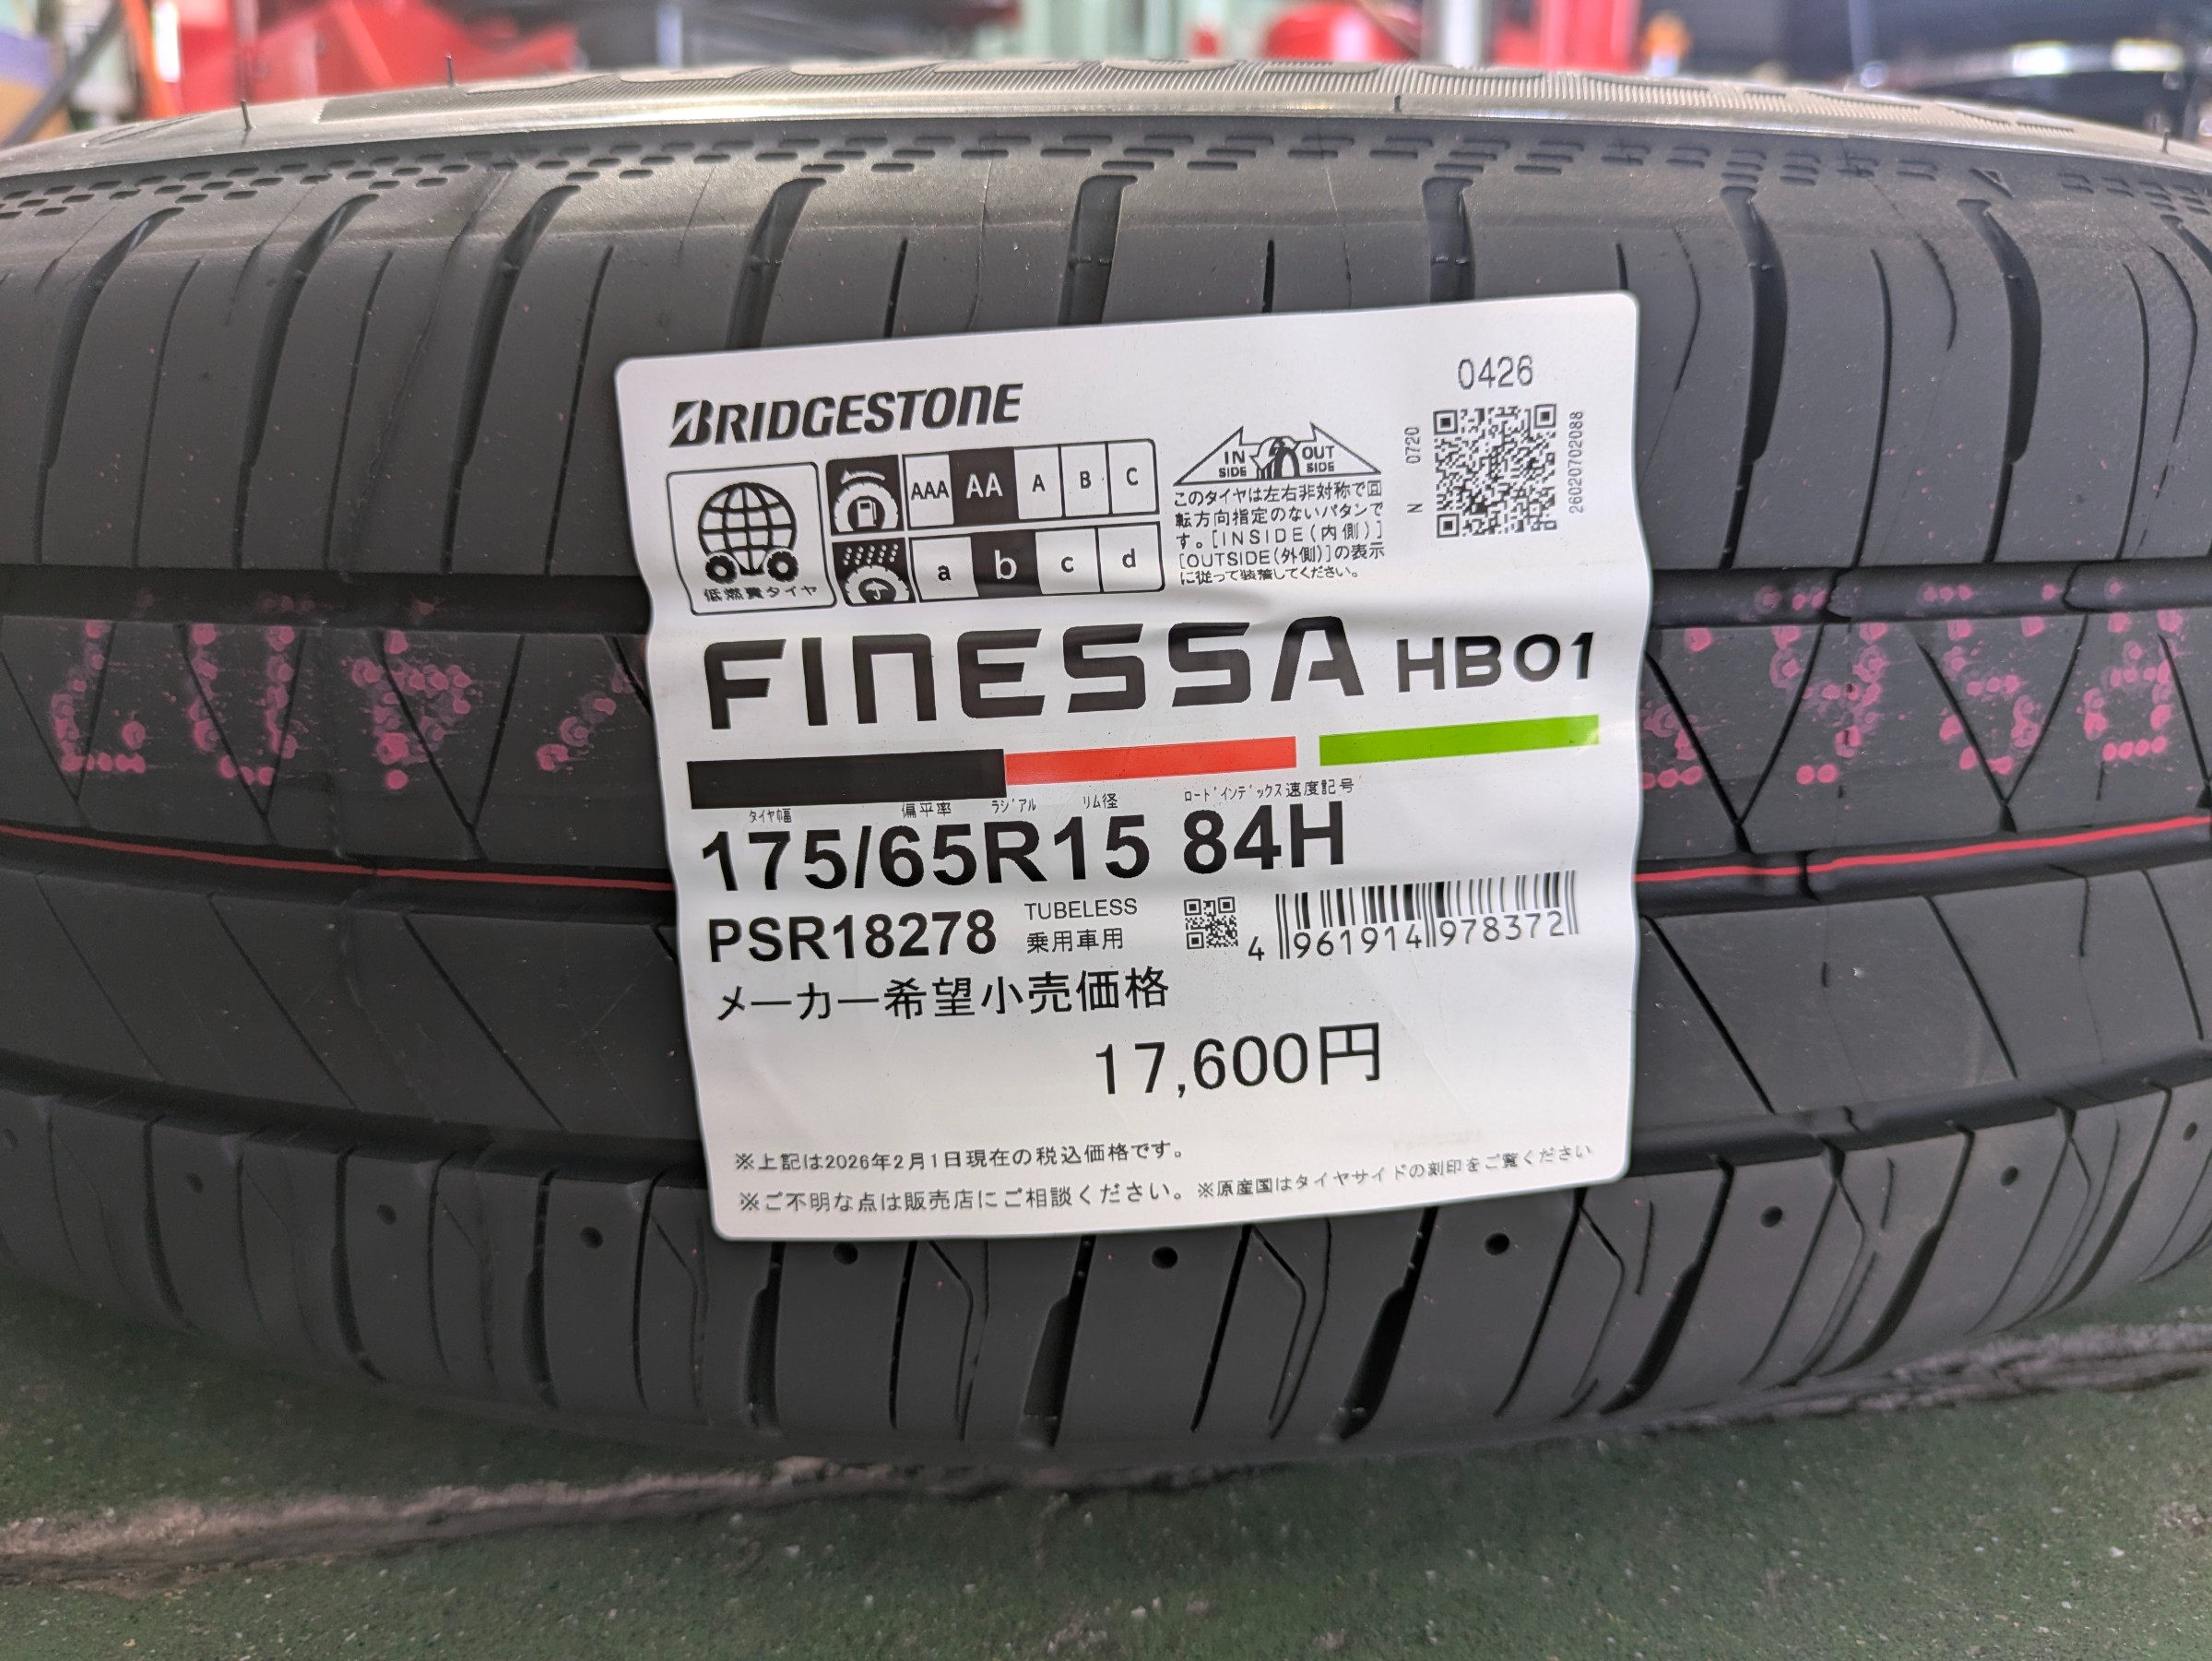 0426
BRIDGESTONE
AAA AA A B C
a b c d
低燃費タイヤ
IN SIDE OUT SIDE
このタイヤは左右非対称で回
転方向指定のないパタンで
す。[INSIDE(内側)]
[OUTSIDE(外側)]の表示
に従って装着してください。
N 0720
26020702088
FINESSA HB01
タイヤ幅 偏平率 ラジアル リム径 ロードインデックス 速度記号
175/65R15 84H
PSR18278 TUBELESS
乗用車用
4 961914 978372
メーカー希望小売価格
17,600円
※上記は2026年2月1日現在の税込価格です。
※ご不明な点は販売店にご相談ください。※原産国はタイヤサイドの刻印をご覧ください